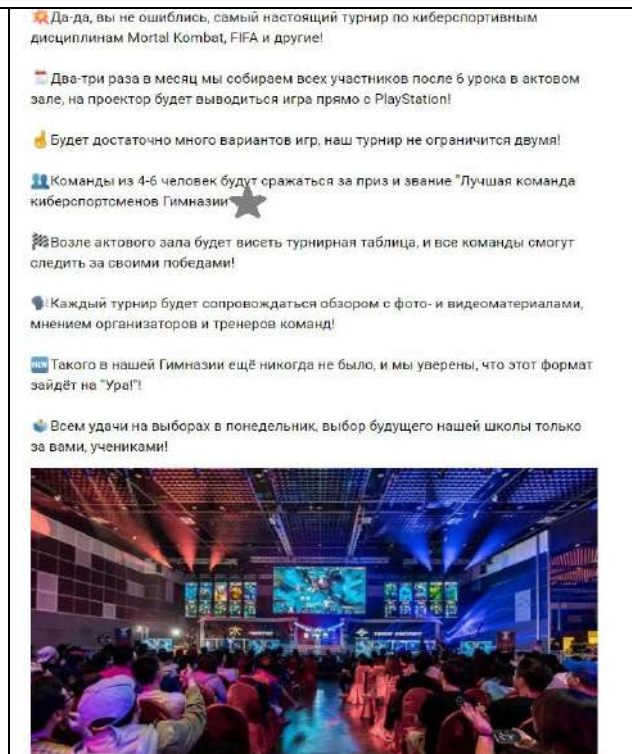 💥Да-да, вы не ошиблись, самый настоящий турнир по киберспортивным
дисциплинам Mortal Kombat, FIFA и другие!
🗓Два-три раза в месяц мы собираем всех участников после 6 урока в актовом
зале, на проектор будет выводиться игра прямо с PlayStation!
☝Будет достаточно много вариантов игр, наш турнир не ограничится двумя!
👥Команды из 4-6 человек будут сражаться за приз и звание "Лучшая команда
киберспортсменов Гимназии
🏁Возле актового зала будет висеть турнирная таблица, и все команды смогут
следить за своими победами!
🗣Каждый турнир будет сопровождаться обзором с фото- и видеоматериалами,
мнением организаторов и тренеров команд!
🆕Такого в нашей Гимназии ещё никогда не было, и мы уверены, что этот формат
зайдёт на "Ура!"!
🗳Всем удачи на выборах в понедельник, выбор будущего нашей школы только
за вами, учениками!